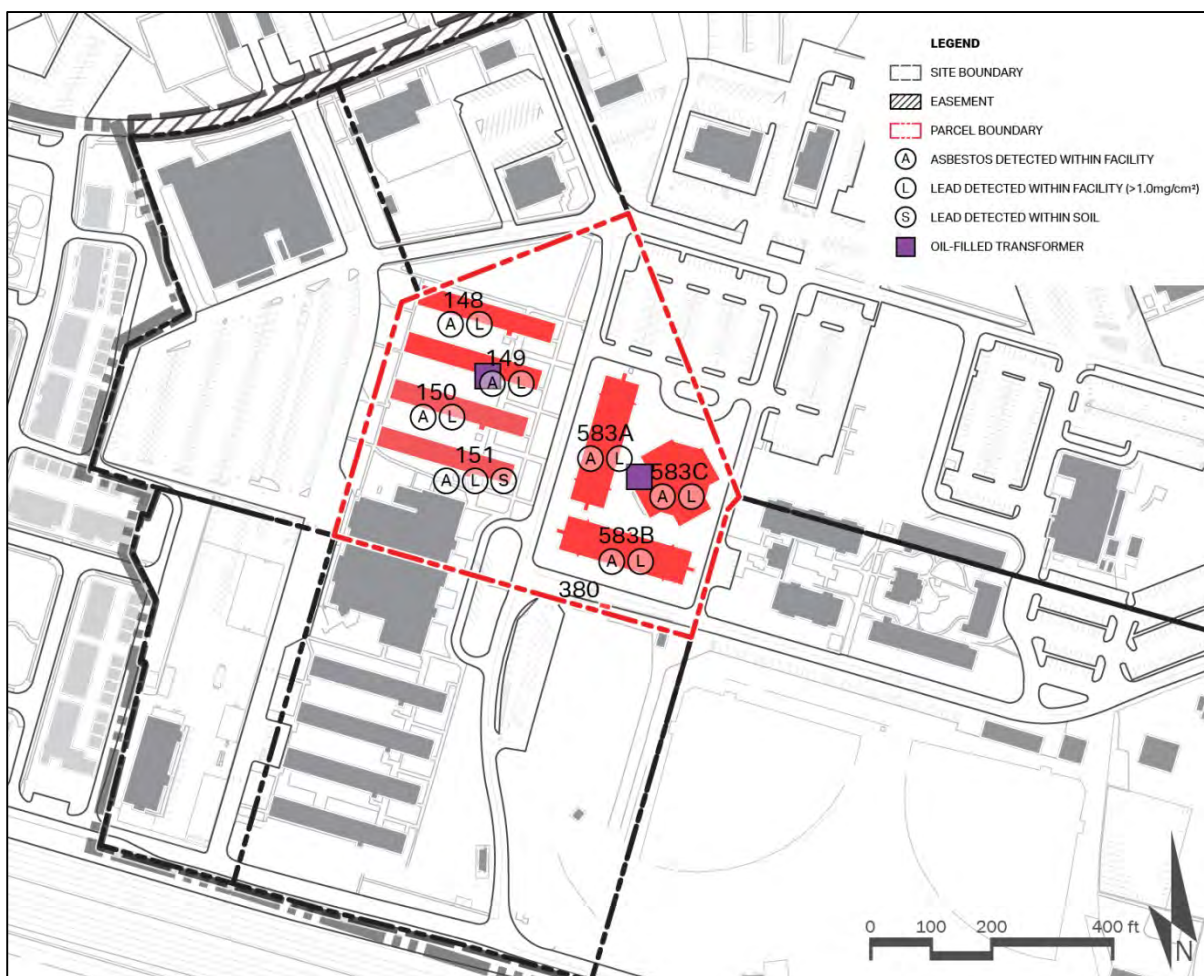 LEGEND
SITE BOUNDARY
EASEMENT
PARCEL BOUNDARY
A ASBESTOS DETECTED WITHIN FACILITY
L LEAD DETECTED WITHIN FACILITY (>1.0mg/cm²)
S LEAD DETECTED WITHIN SOIL
OIL-FILLED TRANSFORMER
148
A L
149
A L
150
A L
151
A L S
583A
A L
583C
A L
583B
A L
380
0 100 200 400 ft
N